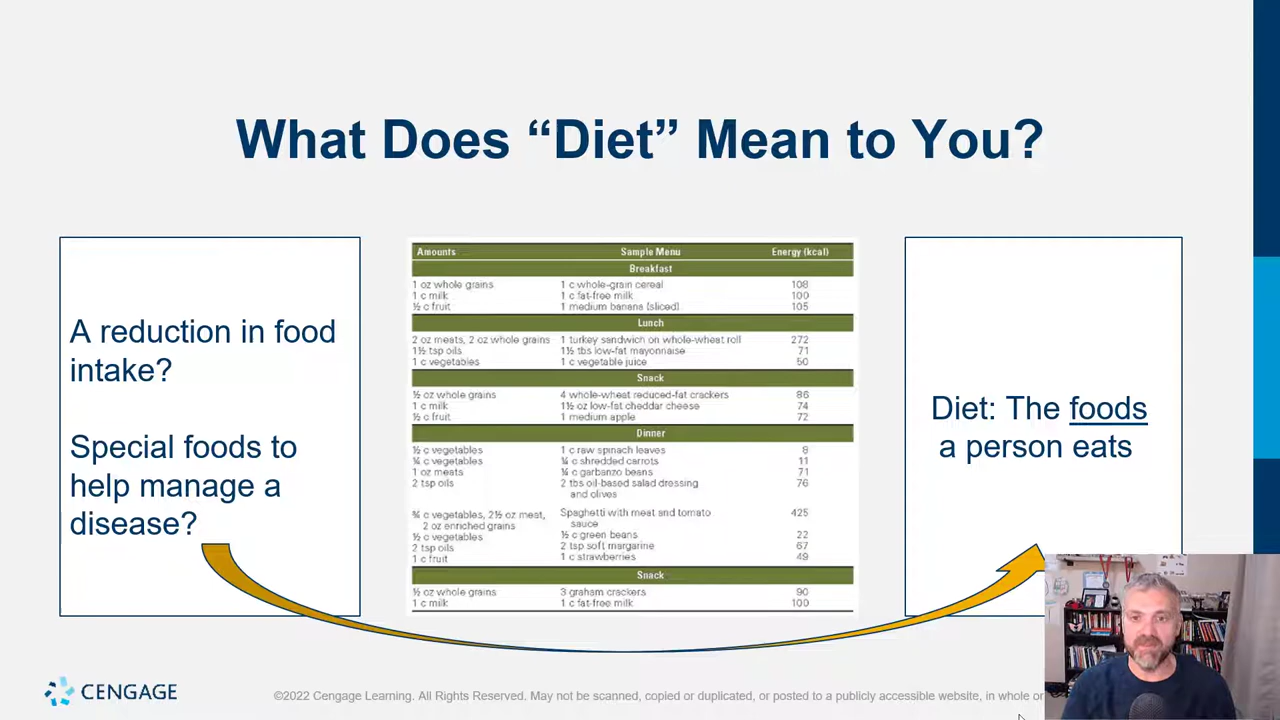 What Does “Diet” Mean to You?
A reduction in food
intake?
Special foods to
help manage a
disease?
Amounts Sample Menu Energy (kcal)
Breakfast
1 oz whole grains 1 c whole-grain cereal 108
1 c milk 1 c fat-free milk 100
½ c fruit 1 medium banana (sliced) 105
Lunch
2 oz meats, 2 oz whole grains 1 turkey sandwich on whole-wheat roll 272
1½ tsp oils 1½ tbs low-fat mayonnaise 71
1 c vegetables 1 c vegetable juice 50
Snack
½ oz whole grains 4 whole-wheat reduced-fat crackers 86
1 c milk 1½ oz low-fat cheddar cheese 74
½ c fruit 1 medium apple 72
Dinner
½ c vegetables 1 c raw spinach leaves 8
¼ c vegetables ¼ c shredded carrots 11
1 oz meats ¼ c garbanzo beans 71
2 tsp oils 2 tbs oil-based salad dressing 76
and olives
¾ c vegetables, 2½ oz meat, Spaghetti with meat and tomato 425
2 oz enriched grains sauce
½ c vegetables ½ c green beans 22
2 tsp oils 2 tsp soft margarine 67
1 c fruit 1 c strawberries 49
Snack
½ oz whole grains 3 graham crackers 90
1 c milk 1 c fat-free milk 100
Diet: The foods
a person eats
CENGAGE
©2022 Cengage Learning. All Rights Reserved. May not be scanned, copied or duplicated, or posted to a publicly accessible website, in whole or